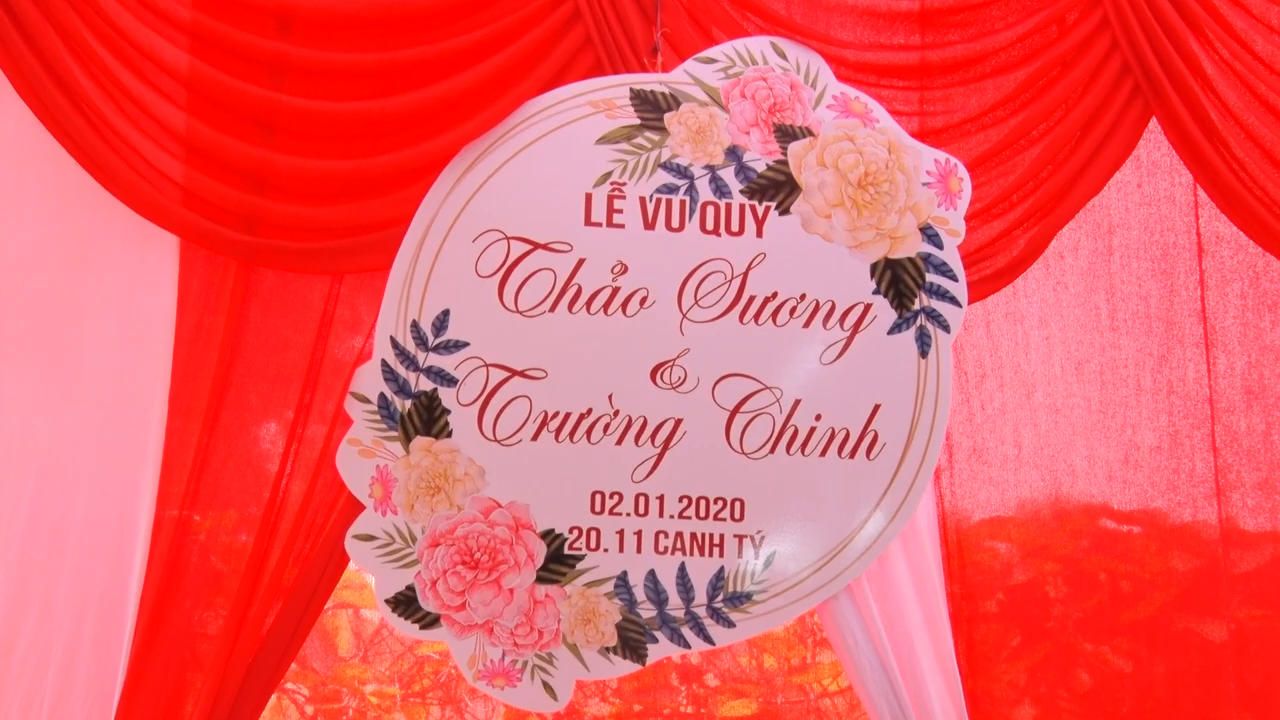 LỄ VU QUY
Thảo Sương
&
Trường Chinh
02.01.2020
20.11 CANH TÝ